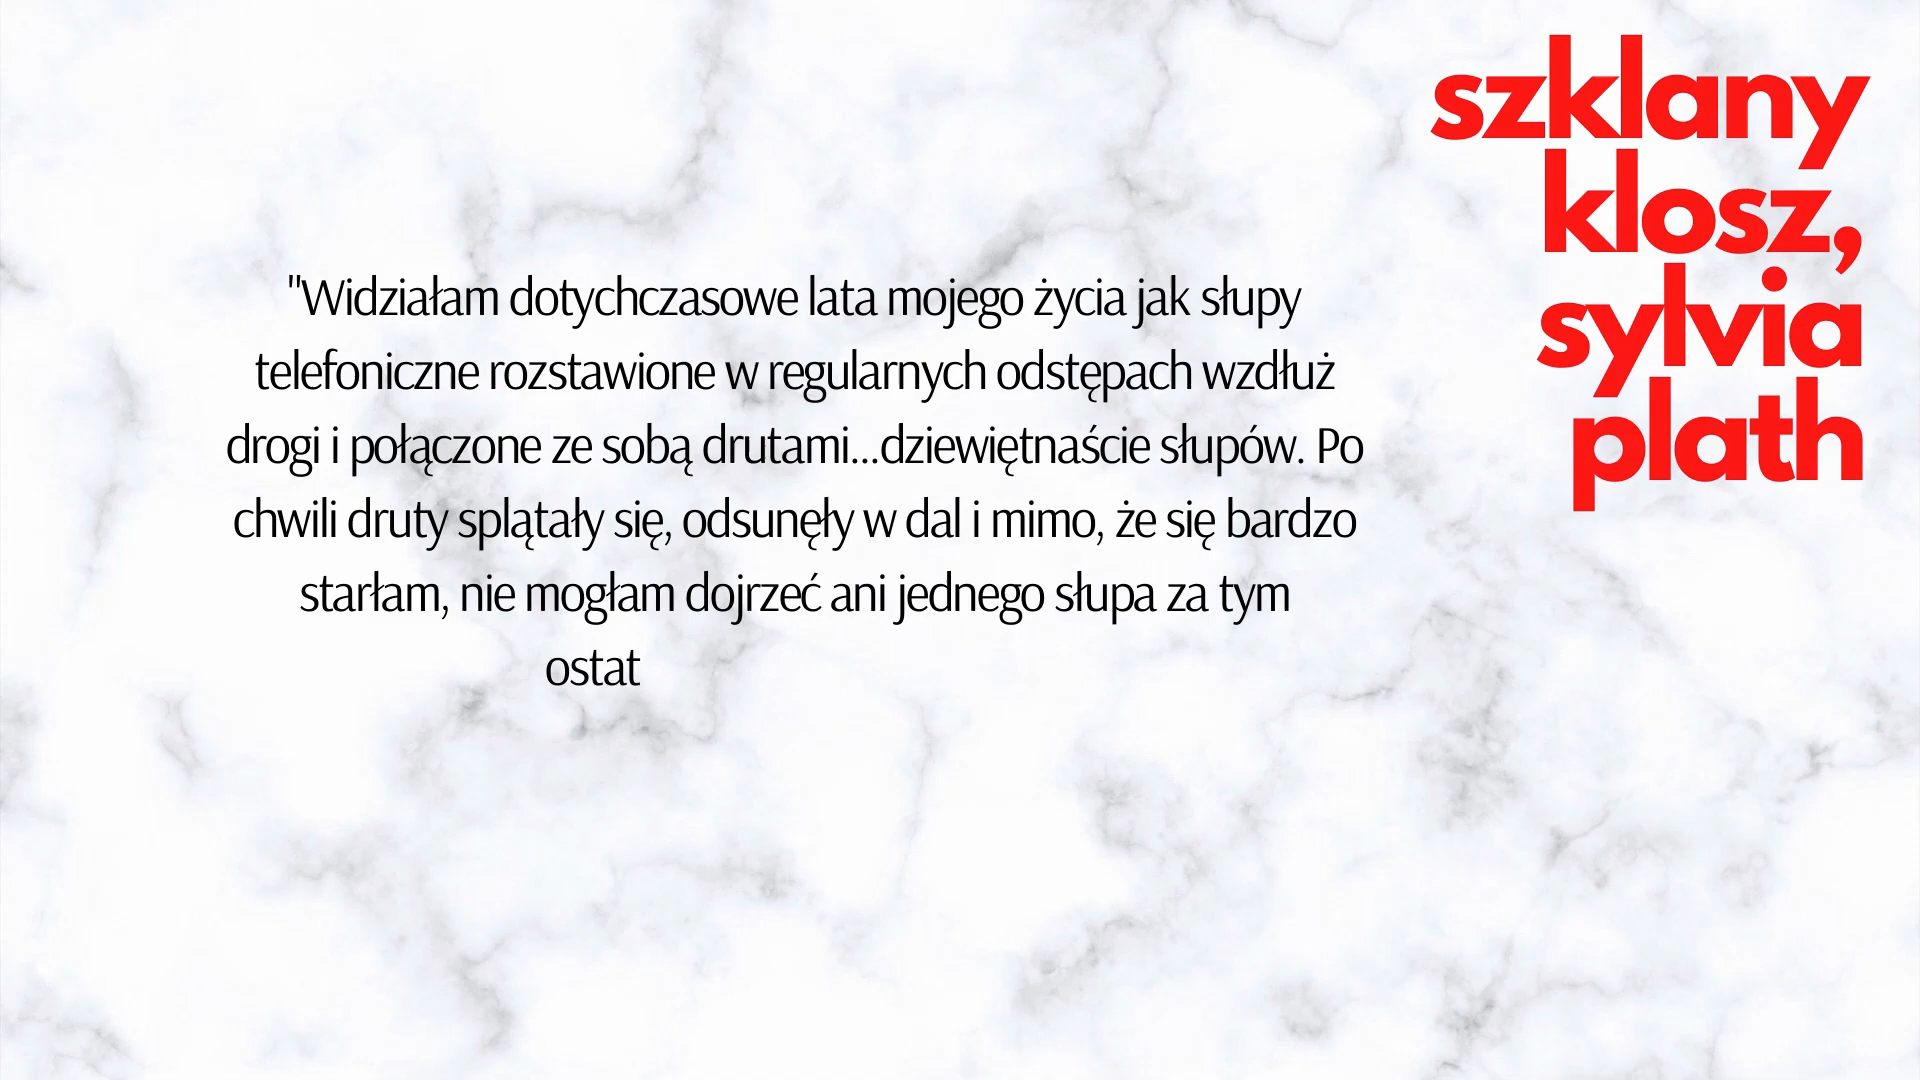 "Widziałam dotychczasowe lata mojego życia jak słupy
telefoniczne rozstawione w regularnych odstępach wzdłuż
drogi i połączone ze sobą drutami...dziewiętnaście słupów. Po
chwili druty splątały się, odsunęły w dal i mimo, że się bardzo
starłam, nie mogłam dojrzeć ani jednego słupa za tym
ostat
szklany
klosz,
sylvia
plath